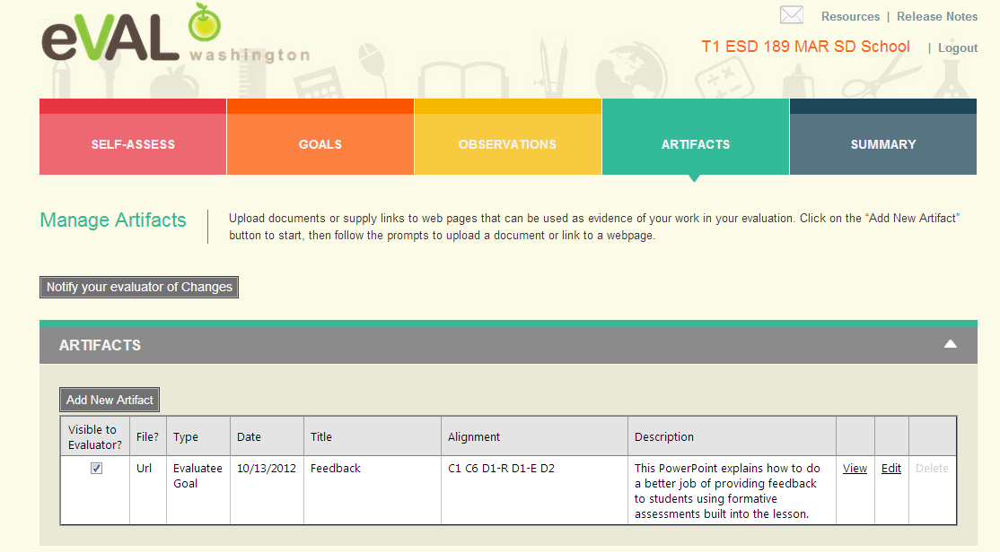 eVAL washington
Resources | Release Notes
T1 ESD 189 MAR SD School | Logout
SELF-ASSESS GOALS OBSERVATIONS ARTIFACTS SUMMARY
Manage Artifacts
Upload documents or supply links to web pages that can be used as evidence of your work in your evaluation. Click on the “Add New Artifact”
button to start, then follow the prompts to upload a document or link to a webpage.
Notify your evaluator of Changes
ARTIFACTS
Add New Artifact
Visible to
Evaluator? File? Type Date Title Alignment Description
Url Evaluatee 10/13/2012 Feedback C1 C6 D1-R D1-E D2 This PowerPoint explains how to do View Edit Delete
Goal a better job of providing feedback
to students using formative
assessments built into the lesson.